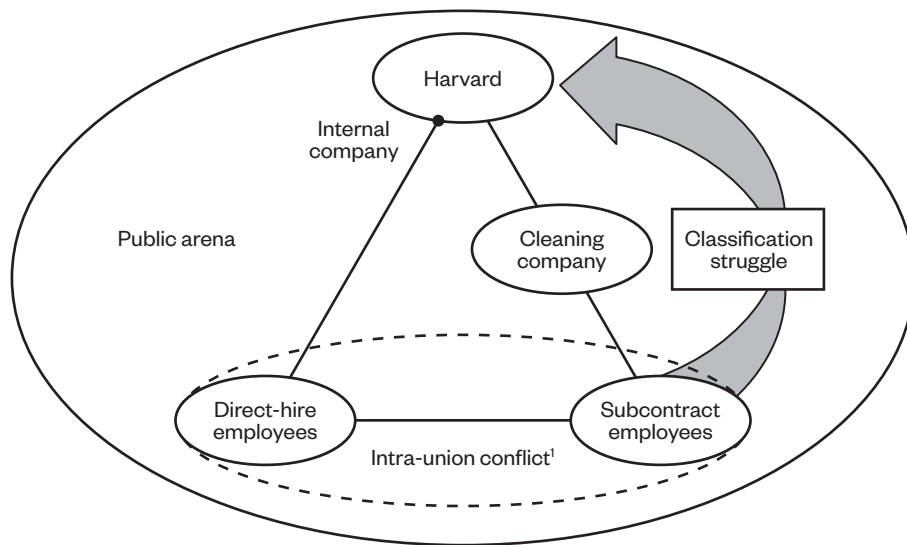 Harvard
Internal
company
Public arena
Cleaning
company
Classification
struggle
Direct-hire
employees
Subcontract
employees
Intra-union conflict¹